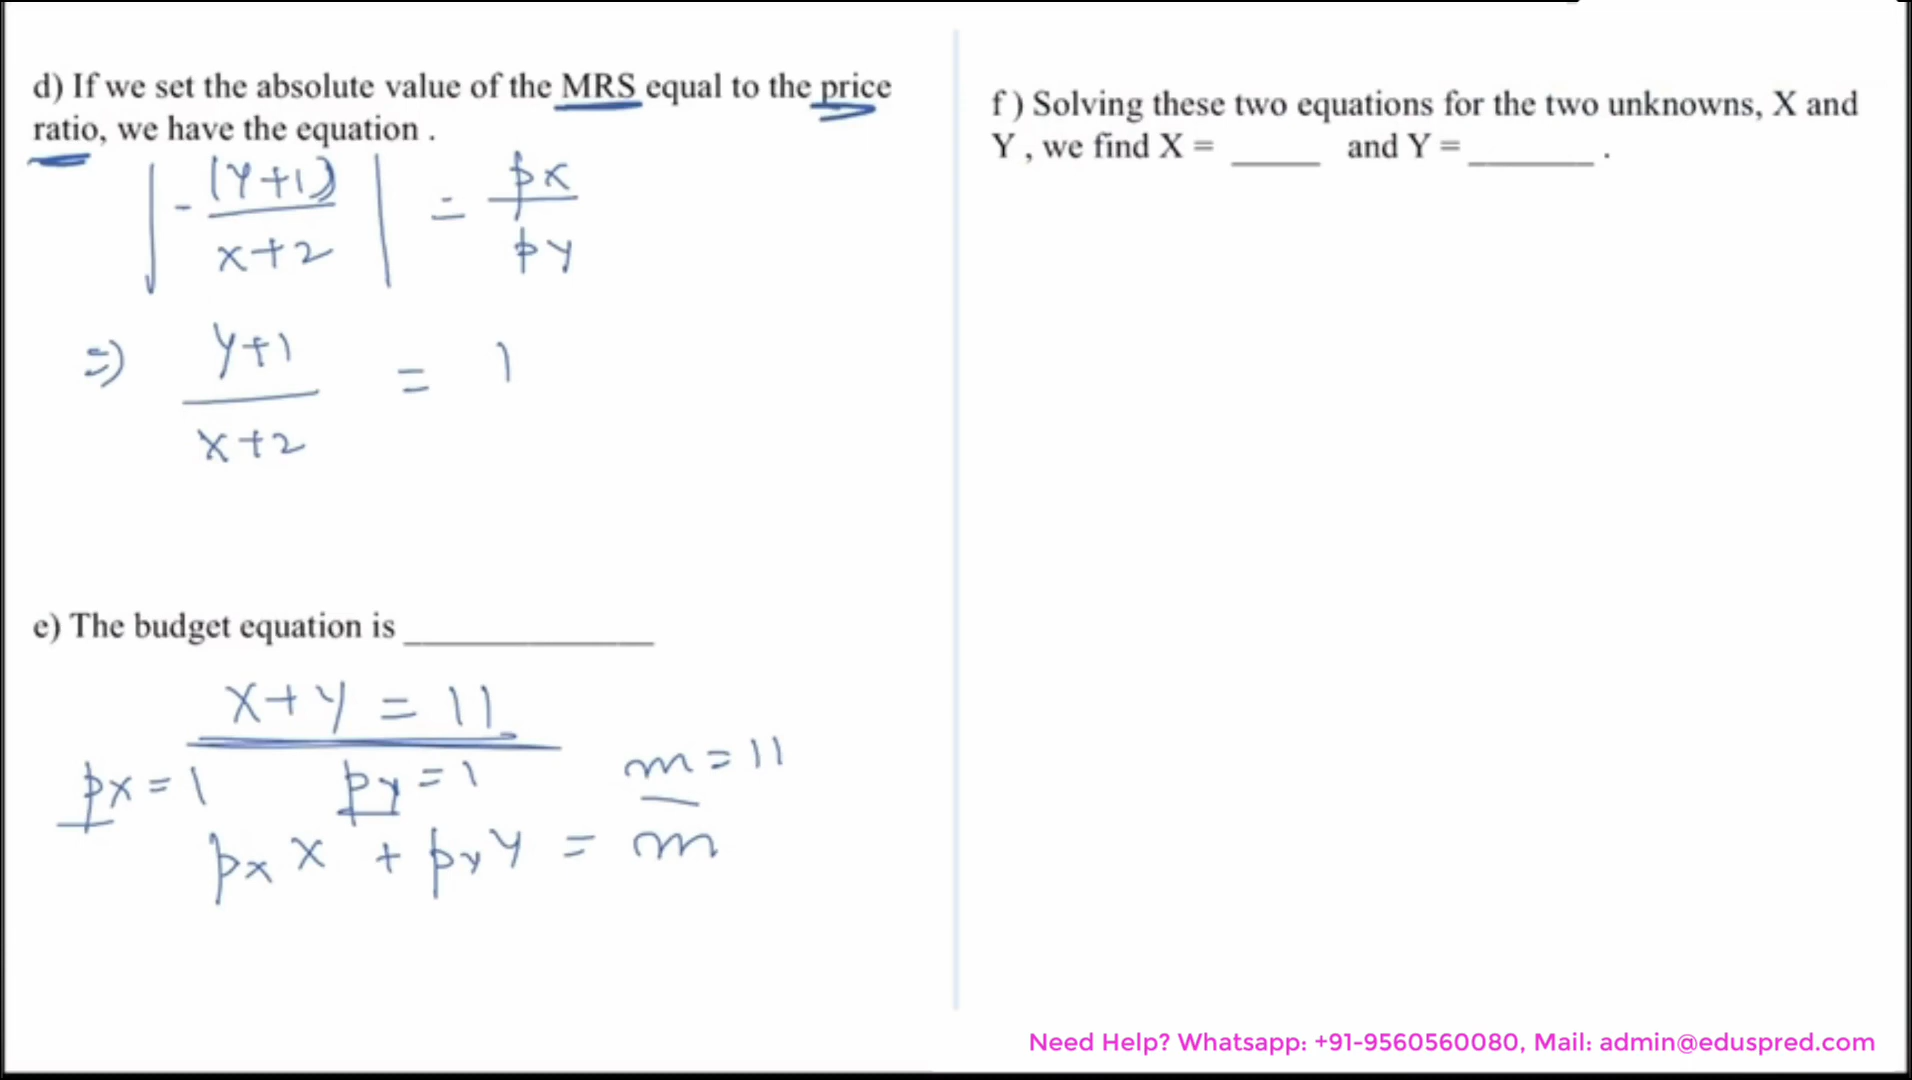 d) If we set the absolute value of the MRS equal to the price
ratio, we have the equation .
| - (Y+1) / x+2 | = px / py
=) y+1 / x+2 = 1
e) The budget equation is ______________
x+y = 11
px = 1 py = 1 m = 11
px x + py y = m
f ) Solving these two equations for the two unknowns, X and
Y , we find X = _____ and Y = _______ .
Need Help? Whatsapp: +91-9560560080, Mail: admin@eduspred.com